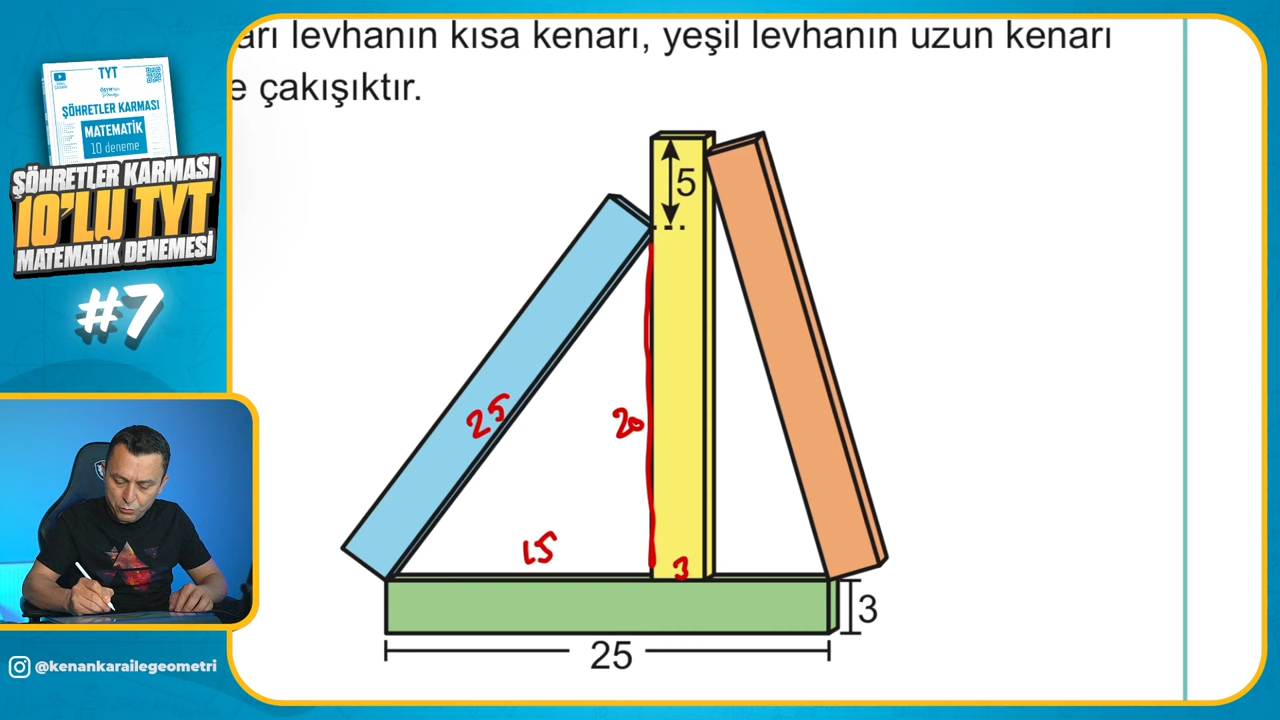 TYT
ŞÖHRETLER KARMASI
MATEMATİK
10 deneme
ŞÖHRETLER KARMASI
10'LU TYT
MATEMATİK DENEMESİ
#7
@kenankarailegeometri
arı levhanın kısa kenarı, yeşil levhanın uzun kenarı
e çakışıktır.
5
25
20
15
3
3
25